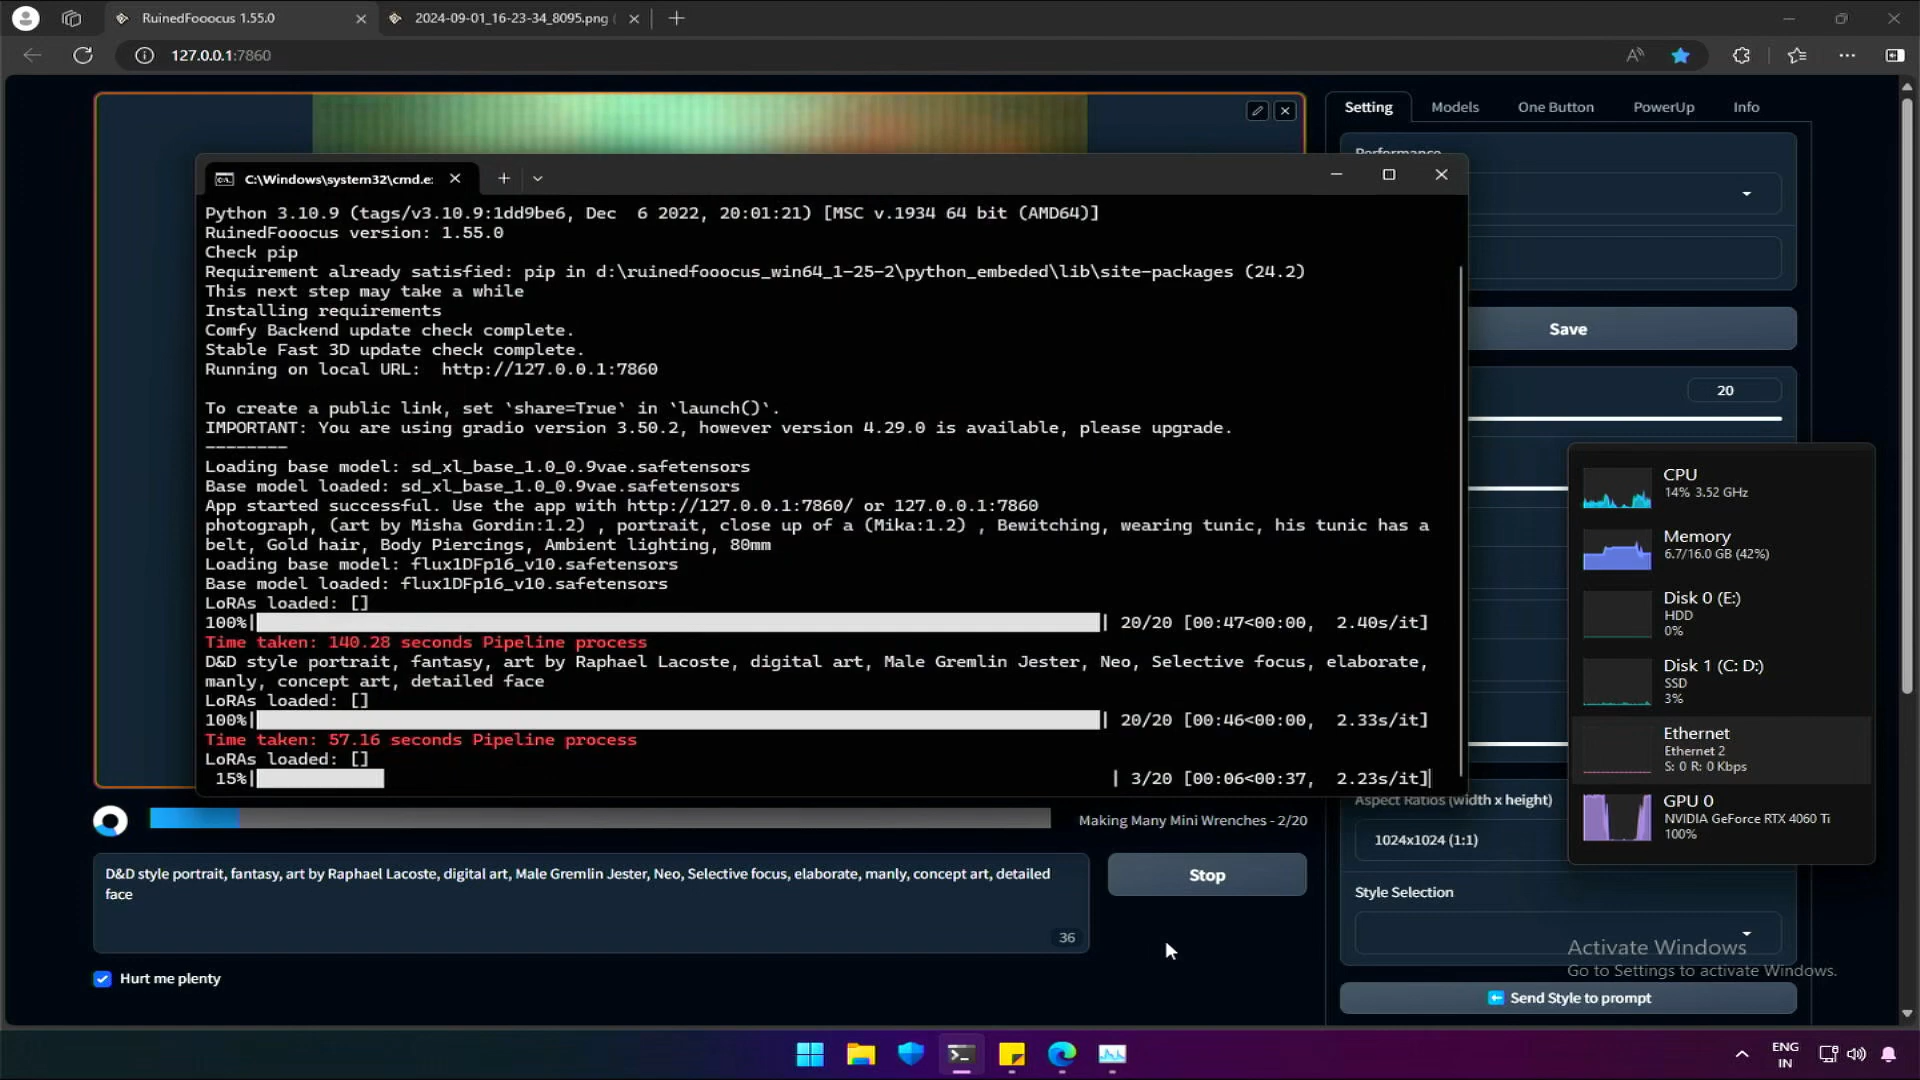 RuinedFooocus 1.55.0
2024-09-01_16-23-34_8095.png (
127.0.0.1:7860
Setting Models One Button PowerUp Info
C:\Windows\system32\cmd.e:
Python 3.10.9 (tags/v3.10.9:1dd9be6, Dec  6 2022, 20:01:21) [MSC v.1934 64 bit (AMD64)]
RuinedFooocus version: 1.55.0
Check pip
Requirement already satisfied: pip in d:\ruinedfooocus_win64_1-25-2\python_embeded\lib\site-packages (24.2)
This next step may take a while
Installing requirements
Comfy Backend update check complete.
Stable Fast 3D update check complete.
Running on local URL:  http://127.0.0.1:7860
To create a public link, set `share=True` in `launch()`.
IMPORTANT: You are using gradio version 3.50.2, however version 4.29.0 is available, please upgrade.
--------
Loading base model: sd_xl_base_1.0_0.9vae.safetensors
Base model loaded: sd_xl_base_1.0_0.9vae.safetensors
App started successful. Use the app with http://127.0.0.1:7860/ or 127.0.0.1:7860
photograph, (art by Misha Gordin:1.2) , portrait, close up of a (Mika:1.2) , Bewitching, wearing tunic, his tunic has a
belt, Gold hair, Body Piercings, Ambient lighting, 80mm
Loading base model: flux1DFp16_v10.safetensors
Base model loaded: flux1DFp16_v10.safetensors
LoRAs loaded: []
100%| | 20/20 [00:47<00:00,  2.40s/it]
Time taken: 140.28 seconds Pipeline process
D&D style portrait, fantasy, art by Raphael Lacoste, digital art, Male Gremlin Jester, Neo, Selective focus, elaborate,
manly, concept art, detailed face
LoRAs loaded: []
100%| | 20/20 [00:46<00:00,  2.33s/it]
Time taken: 57.16 seconds Pipeline process
LoRAs loaded: []
15%| | 3/20 [00:06<00:37,  2.23s/it]
Save
20
CPU
14% 3.52 GHz
Memory
6.7/16.0 GB (42%)
Disk 0 (E:)
HDD
0%
Disk 1 (C: D:)
SSD
3%
Ethernet
Ethernet 2
S: 0 R: 0 Kbps
GPU 0
NVIDIA GeForce RTX 4060 Ti
100%
Making Many Mini Wrenches - 2/20
D&D style portrait, fantasy, art by Raphael Lacoste, digital art, Male Gremlin Jester, Neo, Selective focus, elaborate, manly, concept art, detailed
face
36
Stop
Hurt me plenty
Aspect Ratios (width x height)
1024x1024 (1:1)
Style Selection
Activate Windows
Go to Settings to activate Windows.
Send Style to prompt
ENG
IN